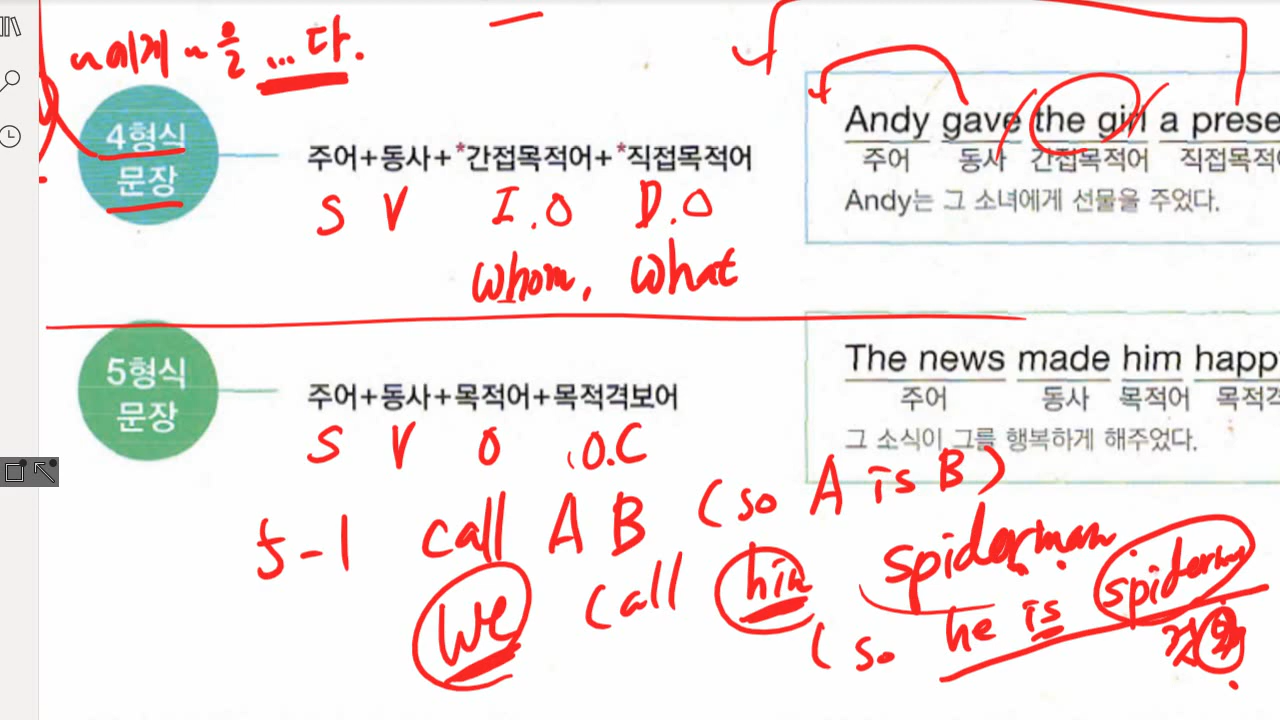 ~에게 ~을 ... 다.
4형식
문장
주어+동사+*간접목적어+*직접목적어
S V I.O D.O
whom, what
Andy gave the girl a prese
주어 동사 간접목적어 직접목적어
Andy는 그 소녀에게 선물을 주었다.
5형식
문장
주어+동사+목적어+목적격보어
S V O O.C
The news made him happ
주어 동사 목적어 목적격
그 소식이 그를 행복하게 해주었다.
5-1 call A B (so A is B)
we call him spiderman
(so he is spiderman